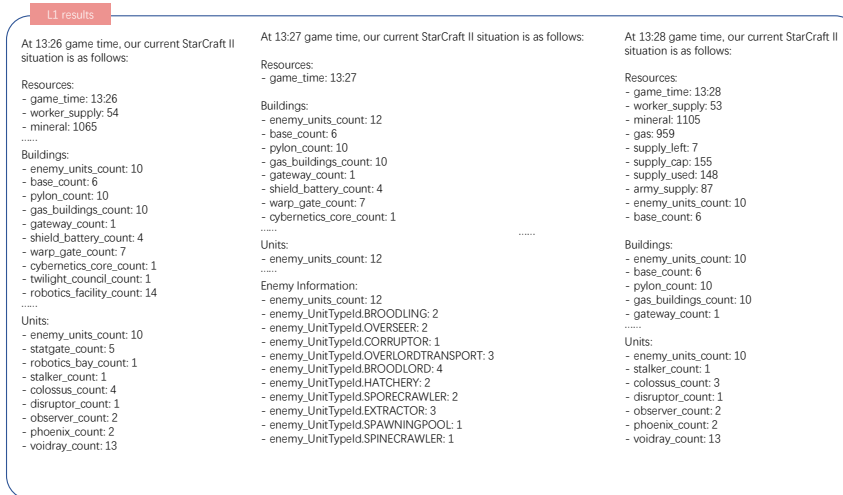 L1 results
At 13:26 game time, our current StarCraft II
situation is as follows:
Resources:
- game_time: 13:26
- worker_supply: 54
- mineral: 1065
......
Buildings:
- enemy_units_count: 10
- base_count: 6
- pylon_count: 10
- gas_buildings_count: 10
- gateway_count: 1
- shield_battery_count: 4
- warp_gate_count: 7
- cybernetics_core_count: 1
- twilight_council_count: 1
- robotics_facility_count: 14
......
Units:
- enemy_units_count: 10
- statgate_count: 5
- robotics_bay_count: 1
- stalker_count: 1
- colossus_count: 4
- disruptor_count: 1
- observer_count: 2
- phoenix_count: 2
- voidray_count: 13
At 13:27 game time, our current StarCraft II situation is as follows:
Resources:
- game_time: 13:27
Buildings:
- enemy_units_count: 12
- base_count: 6
- pylon_count: 10
- gas_buildings_count: 10
- gateway_count: 1
- shield_battery_count: 4
- warp_gate_count: 7
- cybernetics_core_count: 1
......
Units:
- enemy_units_count: 12
......
Enemy Information:
- enemy_units_count: 12
- enemy_UnitTypeId.BROODLING: 2
- enemy_UnitTypeId.OVERSEER: 2
- enemy_UnitTypeId.CORRUPTOR: 1
- enemy_UnitTypeId.OVERLORDTRANSPORT: 3
- enemy_UnitTypeId.BROODLORD: 4
- enemy_UnitTypeId.HATCHERY: 2
- enemy_UnitTypeId.SPORECRAWLER: 2
- enemy_UnitTypeId.EXTRACTOR: 3
- enemy_UnitTypeId.SPAWNINGPOOL: 1
- enemy_UnitTypeId.SPINECRAWLER: 1
......
At 13:28 game time, our current StarCraft II
situation is as follows:
Resources:
- game_time: 13:28
- worker_supply: 53
- mineral: 1105
- gas: 959
- supply_left: 7
- supply_cap: 155
- supply_used: 148
- army_supply: 87
- enemy_units_count: 10
- base_count: 6
Buildings:
- enemy_units_count: 10
- base_count: 6
- pylon_count: 10
- gas_buildings_count: 10
- gateway_count: 1
......
Units:
- enemy_units_count: 10
- stalker_count: 1
- colossus_count: 3
- disruptor_count: 1
- observer_count: 2
- phoenix_count: 2
- voidray_count: 13